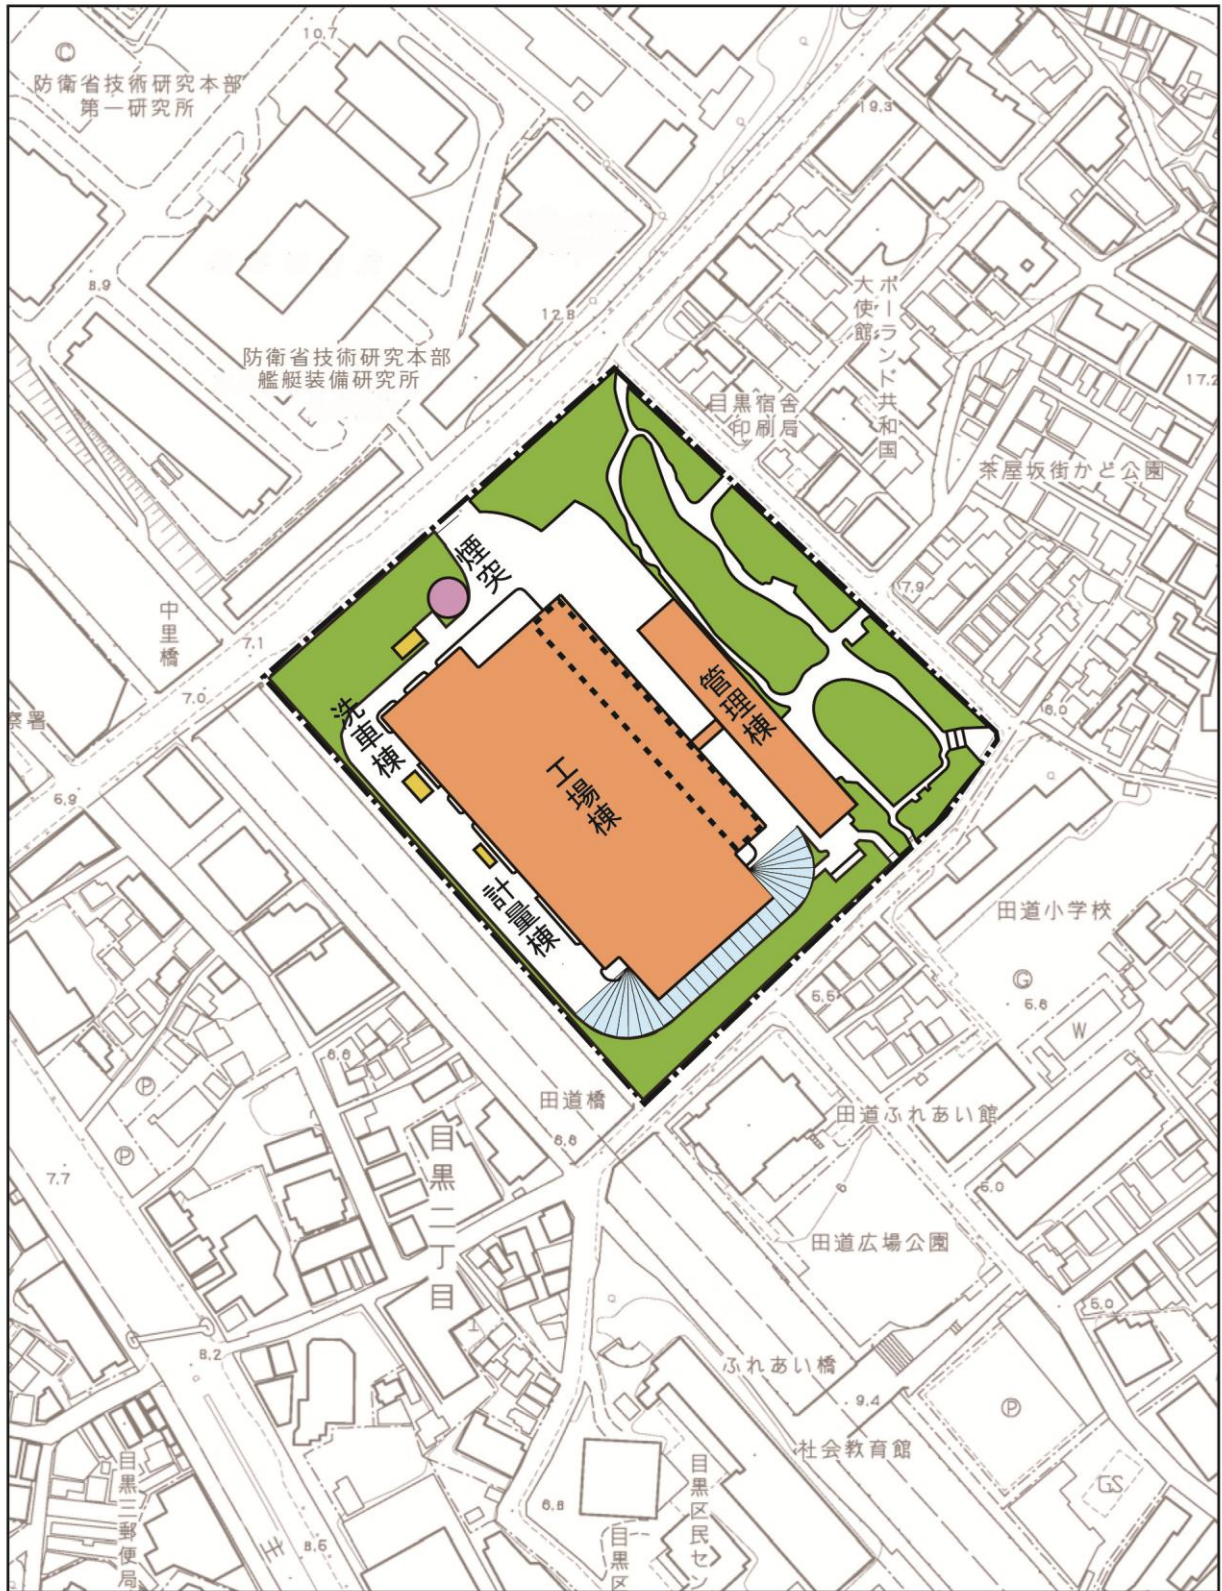 10.7
防衛省技術研究本部
第一研究所
19.3
8.9
12.8
ポーランド共和国
大使館
防衛省技術研究本部
艦艇装備研究所
17.2
目黒宿舎
印刷局
茶屋坂街かど公園
煙突
7.9
中里橋
7.1
7.0
管理棟
洗車棟
6.0
察署
工場棟
6.9
計量棟
田道小学校
G
5.5
5.8
W
P
6.6
田道橋
田道ふれあい館
P
6.6
目黒二丁目
7.7
5.0
田道広場公園
5.0
8.2
ふれあい橋
9.4
P
社会教育館
目黒三郵便局
目黒区民セン
GS
6.8
主
8.5
目黒区